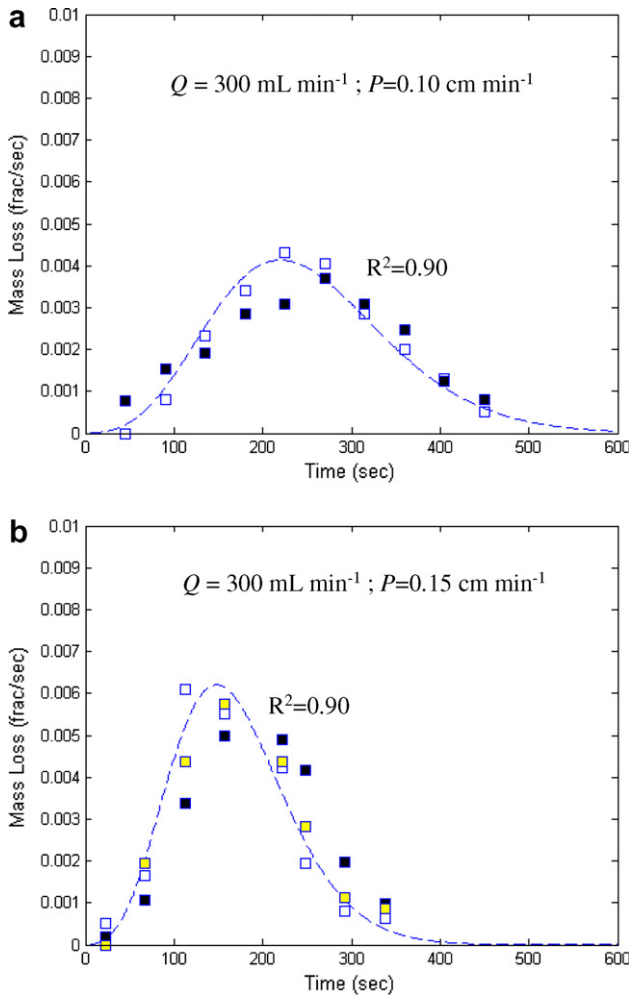 a
0.01
0.009
0.008
0.007
0.006
0.005
0.004
0.003
0.002
0.001
0
Mass Loss (frac/sec)
Q = 300 mL min⁻¹ ; P=0.10 cm min⁻¹
R²=0.90
0 100 200 300 400 500 600
Time (sec)
b
0.01
0.009
0.008
0.007
0.006
0.005
0.004
0.003
0.002
0.001
0
Mass Loss (frac/sec)
Q = 300 mL min⁻¹ ; P=0.15 cm min⁻¹
R²=0.90
0 100 200 300 400 500 600
Time (sec)